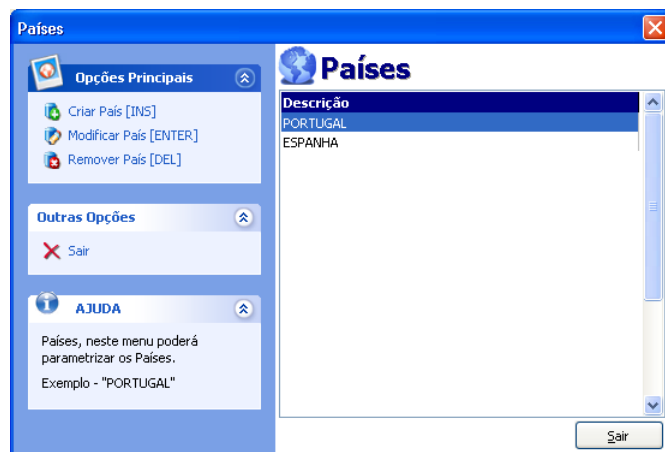 Países
Opções Principais
Criar País [INS]
Modificar País [ENTER]
Remover País [DEL]
Outras Opções
Sair
AJUDA
Países, neste menu poderá
parametrizar os Países.
Exemplo - "PORTUGAL"
Países
Descrição
PORTUGAL
ESPANHA
Sair